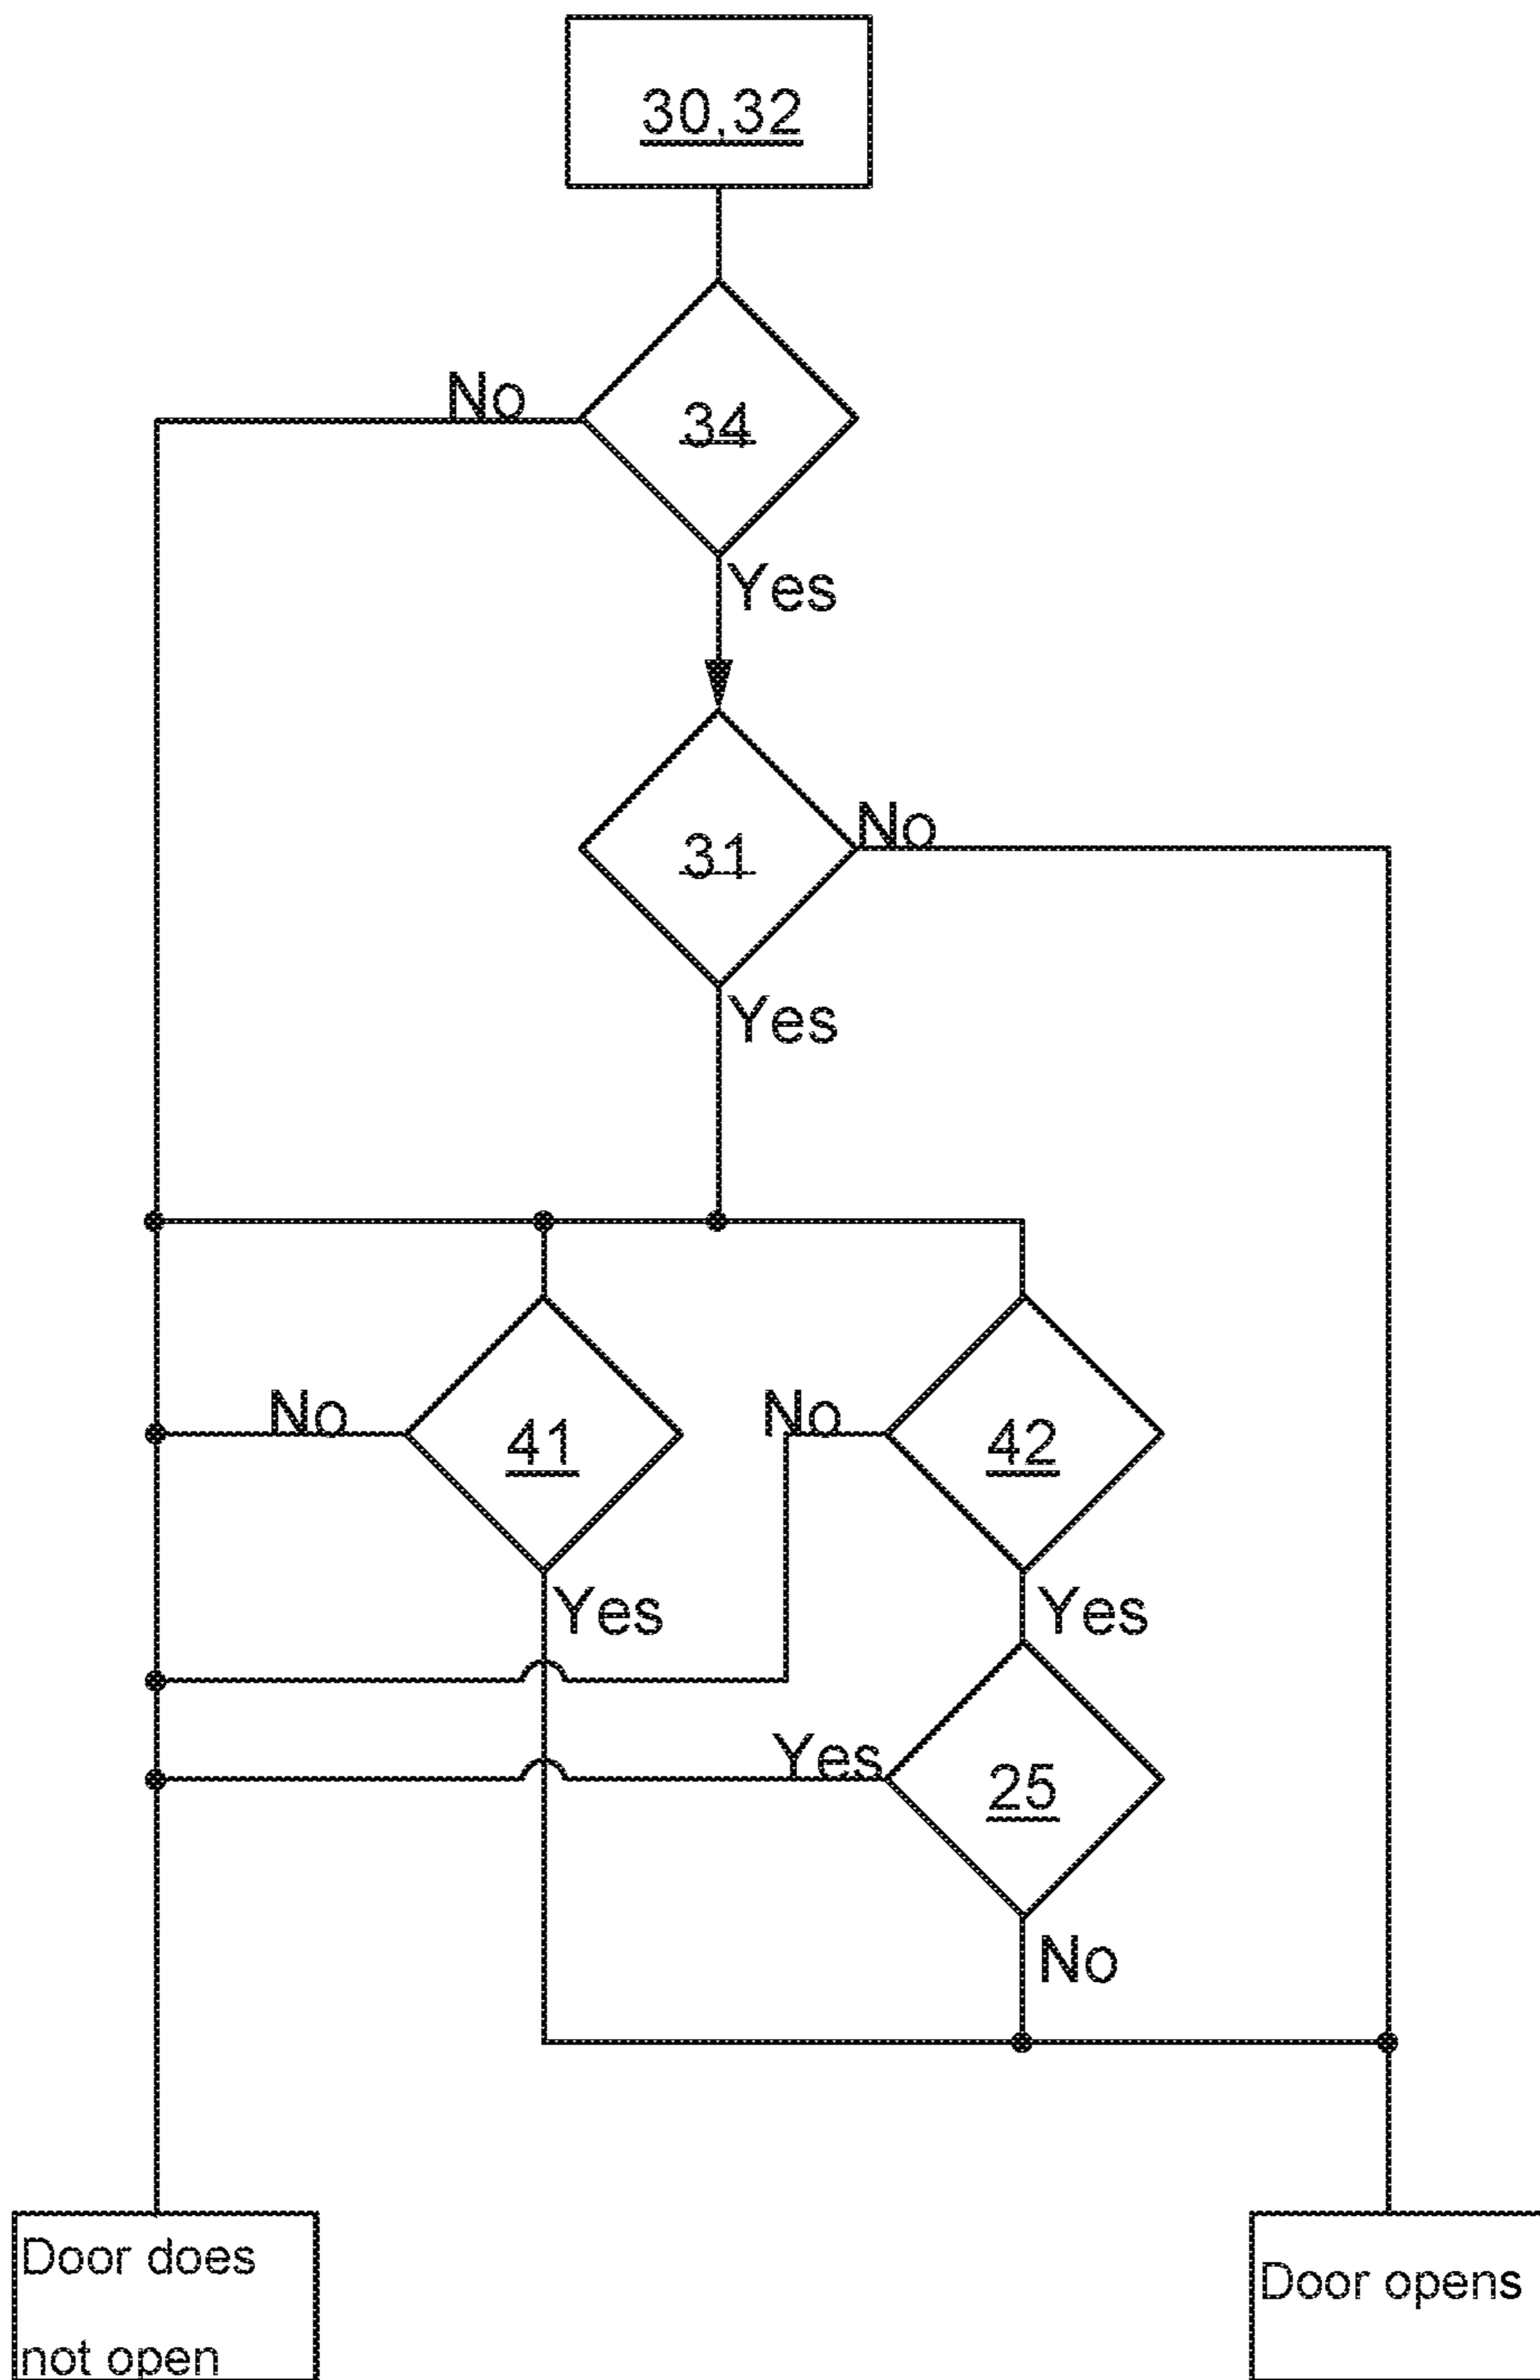 30,32
No
34
Yes
No
31
Yes
No
41
Yes
No
42
Yes
Yes
25
No
Door does
not open
Door opens